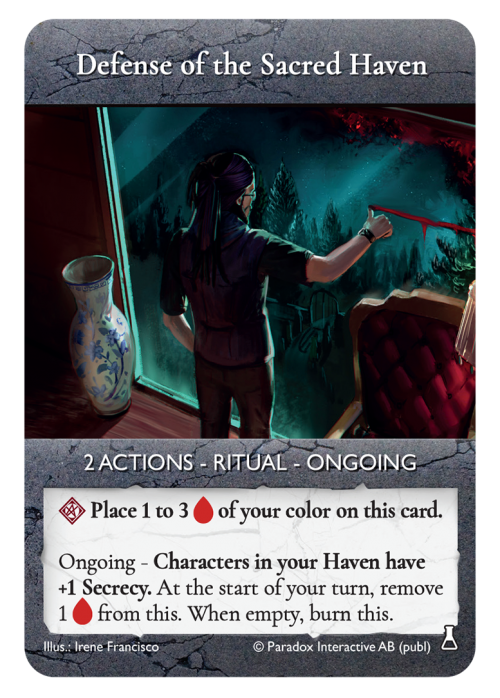 Defense of the Sacred Haven
2 ACTIONS - RITUAL - ONGOING
Place 1 to 3 of your color on this card.
Ongoing - Characters in your Haven have
+1 Secrecy. At the start of your turn, remove
1 from this. When empty, burn this.
Illus.: Irene Francisco © Paradox Interactive AB (publ)